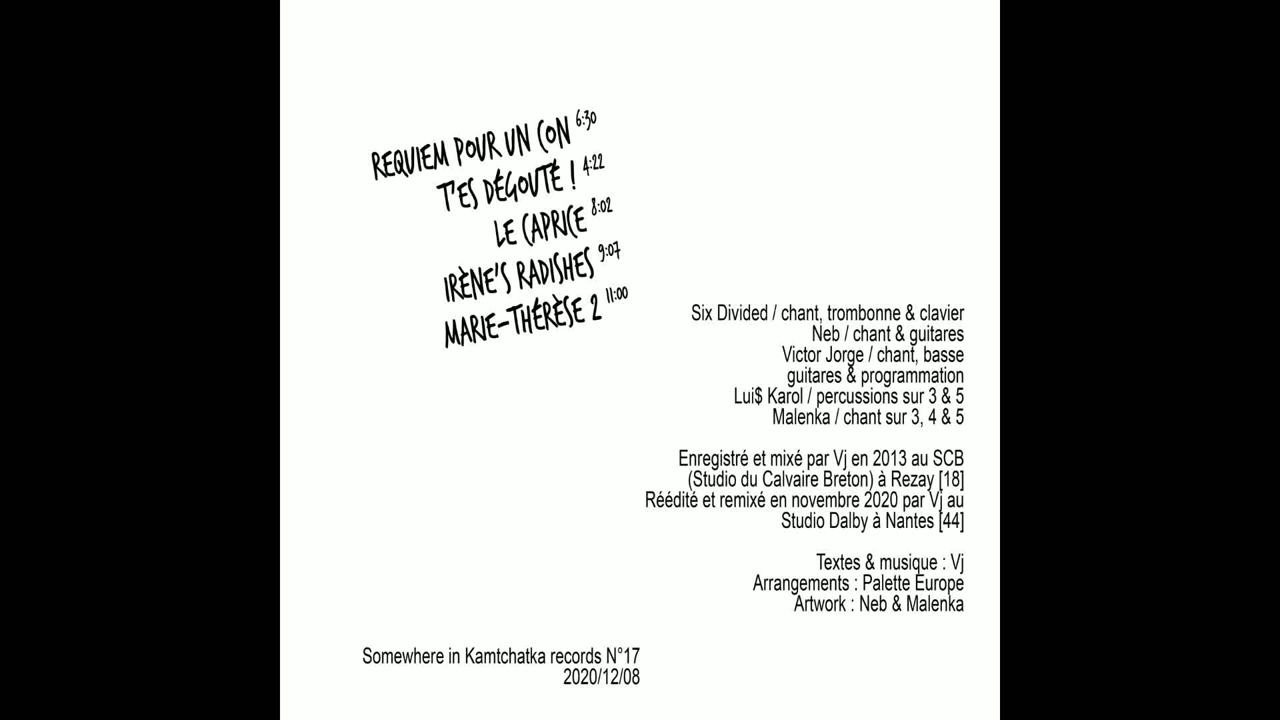 REQUIEM POUR UN CON 6:30
T'ES DÉGOUTÉ ! 4:22
LE CAPRICE 8:02
IRÈNE'S RADISHES 9:07
MARIE-THÉRÈSE 2 11:00
Six Divided / chant, trombonne & clavier
Neb / chant & guitares
Victor Jorge / chant, basse
guitares & programmation
Lui$ Karol / percussions sur 3 & 5
Malenka / chant sur 3, 4 & 5
Enregistré et mixé par Vj en 2013 au SCB
(Studio du Calvaire Breton) à Rezay [18]
Réédité et remixé en novembre 2020 par Vj au
Studio Dalby à Nantes [44]
Textes & musique : Vj
Arrangements : Palette Europe
Artwork : Neb & Malenka
Somewhere in Kamtchatka records N°17
2020/12/08